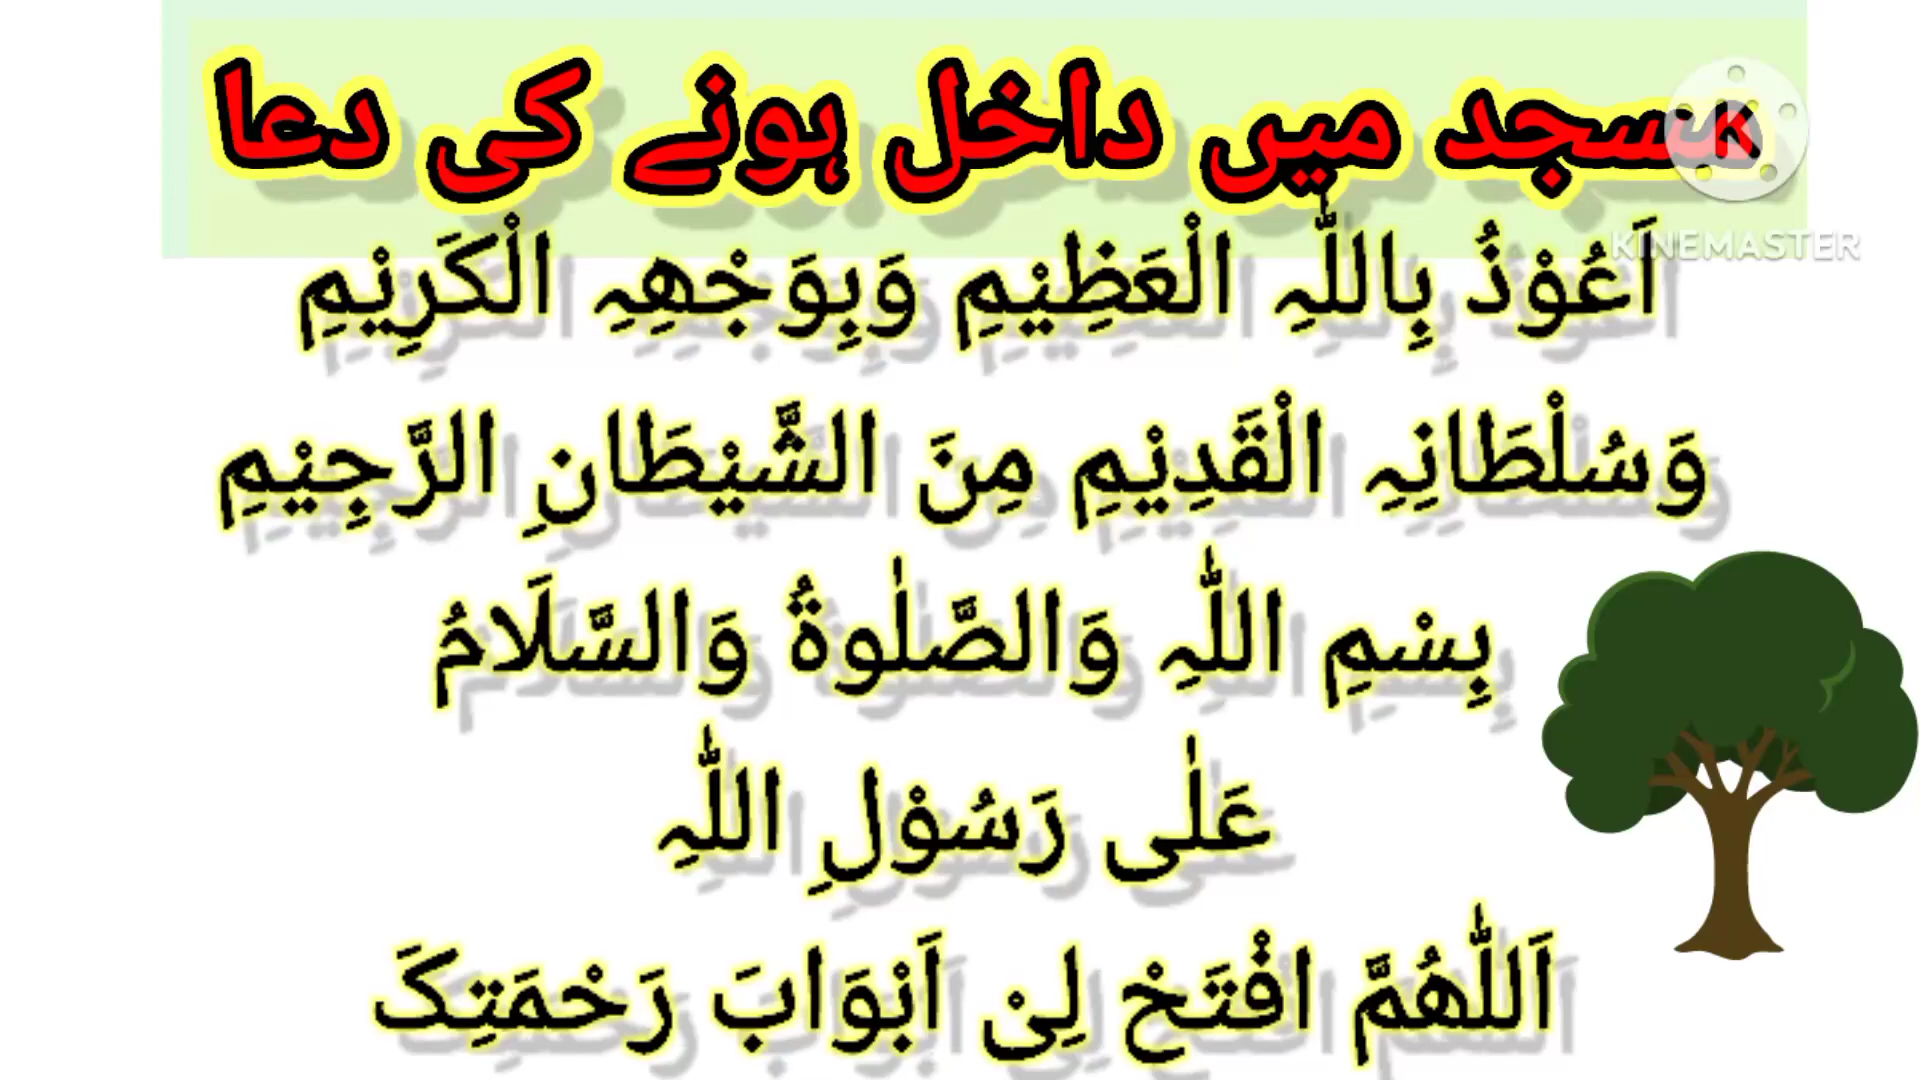 مسجد میں داخل ہونے کی دعا
KINEMASTER
اَعُوْذُ بِاللّٰہِ الْعَظِیْمِ وَبِوَجْھِہِ الْکَرِیْمِ
وَسُلْطَانِہِ الْقَدِیْمِ مِنَ الشَّیْطَانِ الرَّجِیْمِ
بِسْمِ اللّٰہِ وَالصَّلٰوۃُ وَالسَّلَامُ
عَلٰی رَسُوْلِ اللّٰہِ
اَللّٰھُمَّ افْتَحْ لِیْ اَبْوَابَ رَحْمَتِکَ